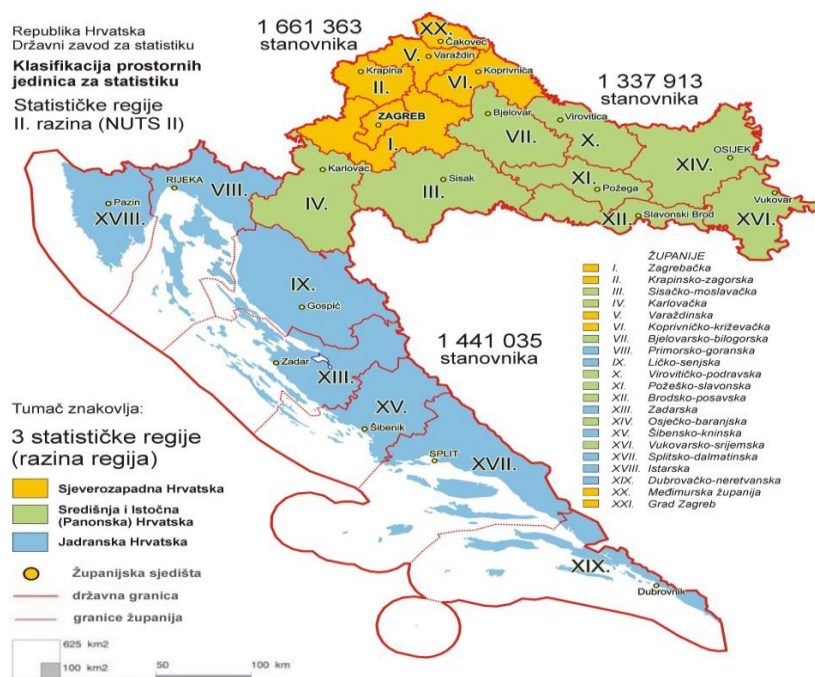 Republika Hrvatska
Državni zavod za statistiku
Klasifikacija prostornih
jedinica za statistiku
Statističke regije
II. razina (NUTS II)
1 661 363
stanovnika
1 337 913
stanovnika
1 441 035
stanovnika
XX.
Čakovec
V.
Varaždin
Krapina
II.
VI.
Koprivnica
ZAGREB
I.
Bjelovar
VII.
Virovitica
X.
OSIJEK
XIV.
Karlovac
IV.
Sisak
III.
XI.
Požega
XII.
Slavonski Brod
Vukovar
XVI.
RIJEKA
VIII.
Pazin
XVIII.
IX.
Gospić
Zadar
XIII.
XV.
Šibenik
SPLIT
XVII.
XIX.
Dubrovnik
ŽUPANIJE
I. Zagrebačka
II. Krapinsko-zagorska
III. Sisačko-moslavačka
IV. Karlovačka
V. Varaždinska
VI. Koprivničko-križevačka
VII. Bjelovarsko-bilogorska
VIII. Primorsko-goranska
IX. Ličko-senjska
X. Virovitičko-podravska
XI. Požeško-slavonska
XII. Brodsko-posavska
XIII. Zadarska
XIV. Osječko-baranjska
XV. Šibensko-kninska
XVI. Vukovarsko-srijemska
XVII. Splitsko-dalmatinska
XVIII. Istarska
XIX. Dubrovačko-neretvanska
XX. Međimurska županija
XXI. Grad Zagreb
Tumač znakovlja:
3 statističke regije
(razina regija)
Sjeverozapadna Hrvatska
Središnja i Istočna
(Panonska) Hrvatska
Jadranska Hrvatska
Županijska sjedišta
državna granica
granice županija
625 km2
100 km2
50
100 km